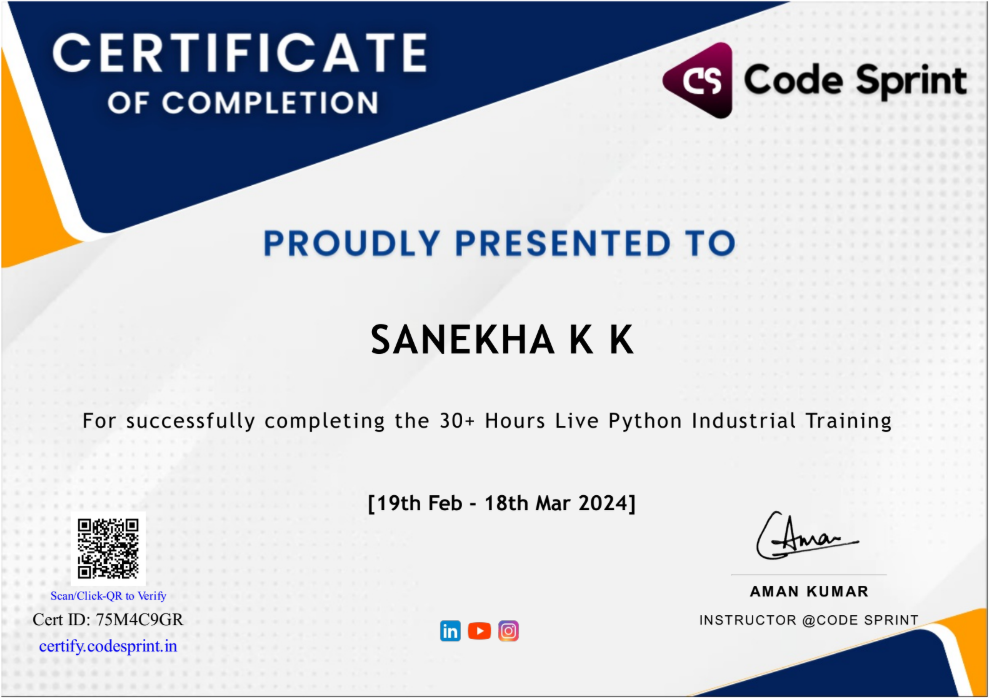 CERTIFICATE
OF COMPLETION
CS Code Sprint
PROUDLY PRESENTED TO
SANEKHA K K
For successfully completing the 30+ Hours Live Python Industrial Training
[19th Feb - 18th Mar 2024]
Aman
AMAN KUMAR
INSTRUCTOR @CODE SPRINT
Scan/Click-QR to Verify
Cert ID: 75M4C9GR
certify.codesprint.in
in